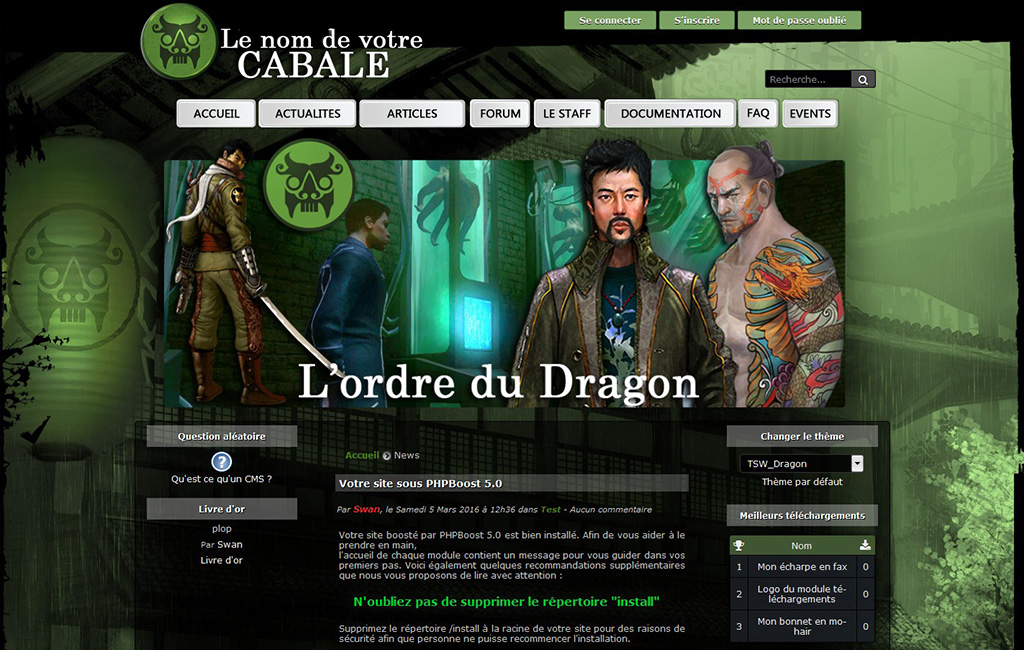 Le nom de votre
CABALE
Se connecter
S'inscrire
Mot de passe oublié
Recherche...
ACCUEIL
ACTUALITES
ARTICLES
FORUM
LE STAFF
DOCUMENTATION
FAQ
EVENTS
L'ordre du Dragon
Question aléatoire
?
Qu'est ce qu'un CMS ?
Livre d'or
plop
Par Swan
Livre d'or
Accueil News
Votre site sous PHPBoost 5.0
Par Swan, le Samedi 5 Mars 2016 à 12h36 dans Test - Aucun commentaire
Votre site boosté par PHPBoost 5.0 est bien installé. Afin de vous aider à le
prendre en main,
l'accueil de chaque module contient un message pour vous guider dans vos
premiers pas. Voici également quelques recommandations supplémentaires
que nous vous proposons de lire avec attention :
N'oubliez pas de supprimer le répertoire "install"
Supprimez le répertoire /install à la racine de votre site pour des raisons de
sécurité afin que personne ne puisse recommencer l'installation.
Changer le thème
TSW_Dragon
Thème par défaut
Meilleurs téléchargements
Nom
1 Mon écharpe en fax 0
2 Logo du module té-
léchargements 0
3 Mon bonnet en mo-
hair 0